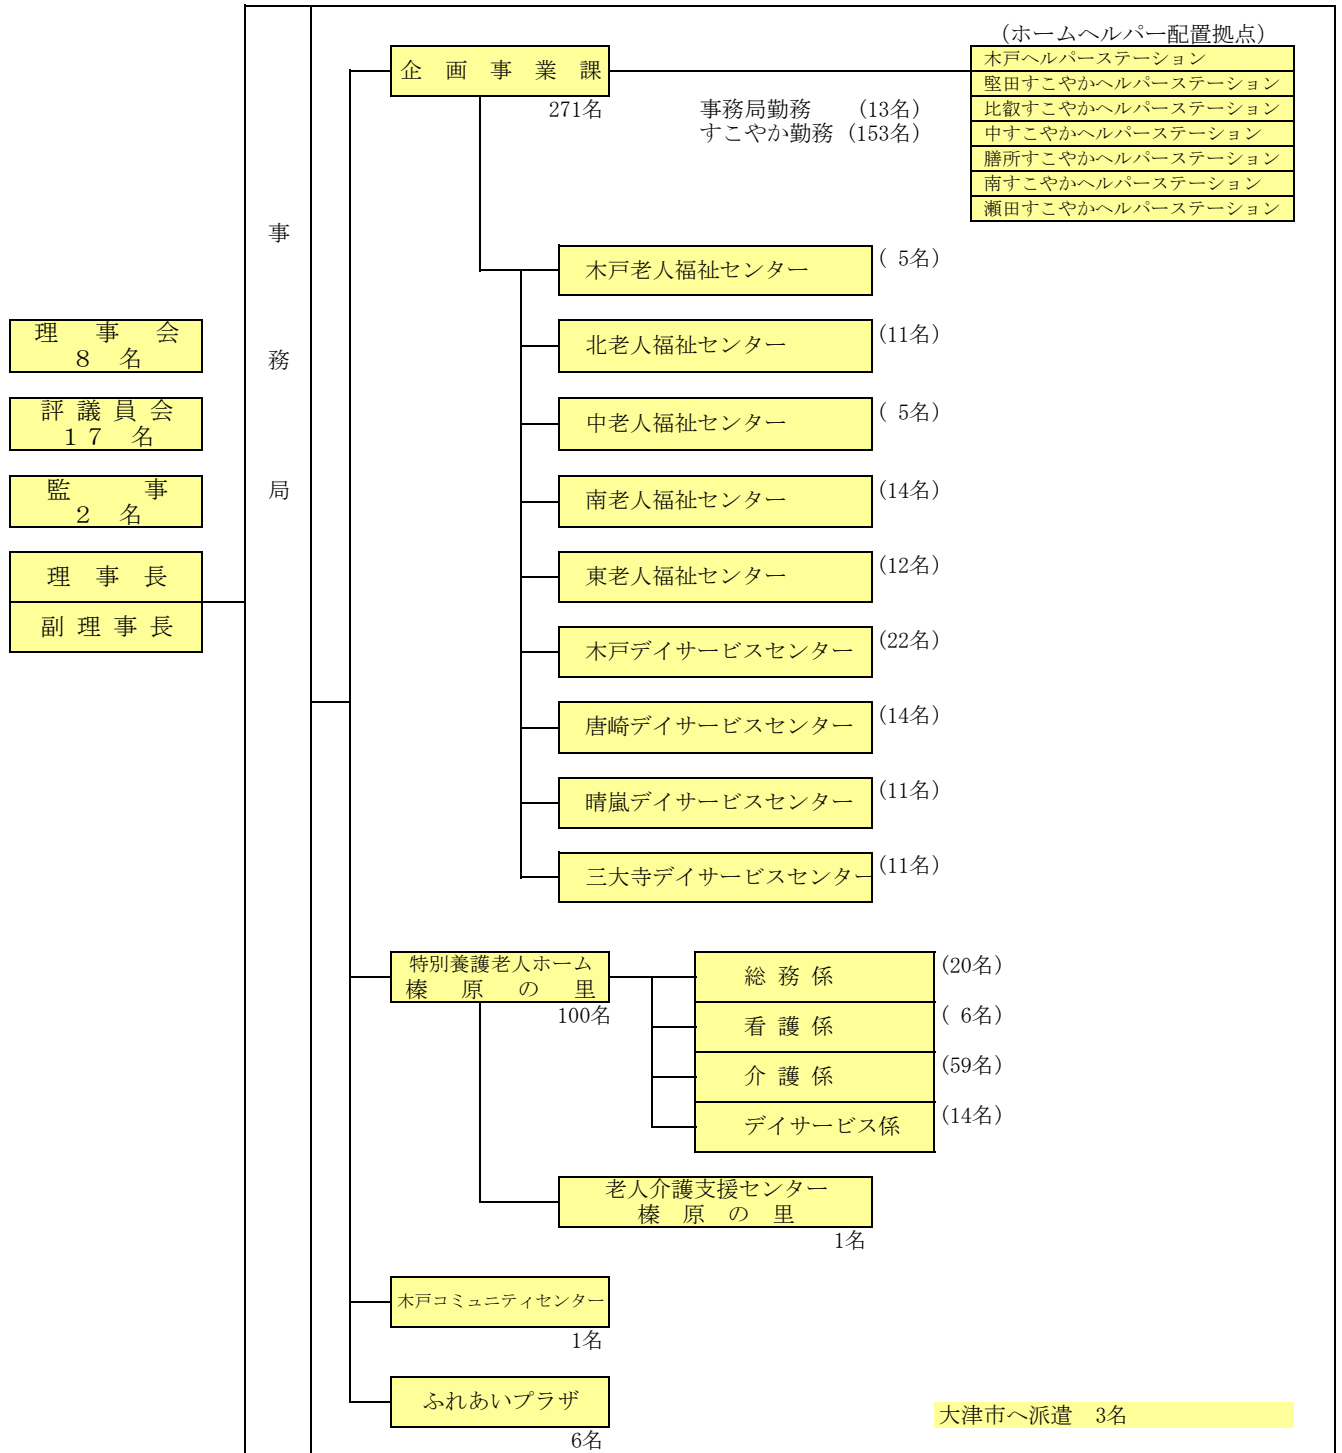 理　事　会
８　名
評 議 員 会
１７　名
監　　　事
２　名
理　事　長
副 理 事 長
事
務
局
企　画　事　業　課
271名
事務局勤務　　(13名)
すこやか勤務 (153名)
(ホームヘルパー配置拠点)
木戸ヘルパーステーション
堅田すこやかヘルパーステーション
比叡すこやかヘルパーステーション
中すこやかヘルパーステーション
膳所すこやかヘルパーステーション
南すこやかヘルパーステーション
瀬田すこやかヘルパーステーション
木戸老人福祉センター ( 5名)
北老人福祉センター (11名)
中老人福祉センター ( 5名)
南老人福祉センター (14名)
東老人福祉センター (12名)
木戸デイサービスセンター (22名)
唐崎デイサービスセンター (14名)
晴嵐デイサービスセンター (11名)
三大寺デイサービスセンター (11名)
特別養護老人ホーム
榛　原　の　里
100名
総 務 係 (20名)
看 護 係 ( 6名)
介 護 係 (59名)
デイサービス係 (14名)
老人介護支援センター
榛　原　の　里
1名
木戸コミュニティセンター
1名
ふれあいプラザ
6名
大津市へ派遣　3名